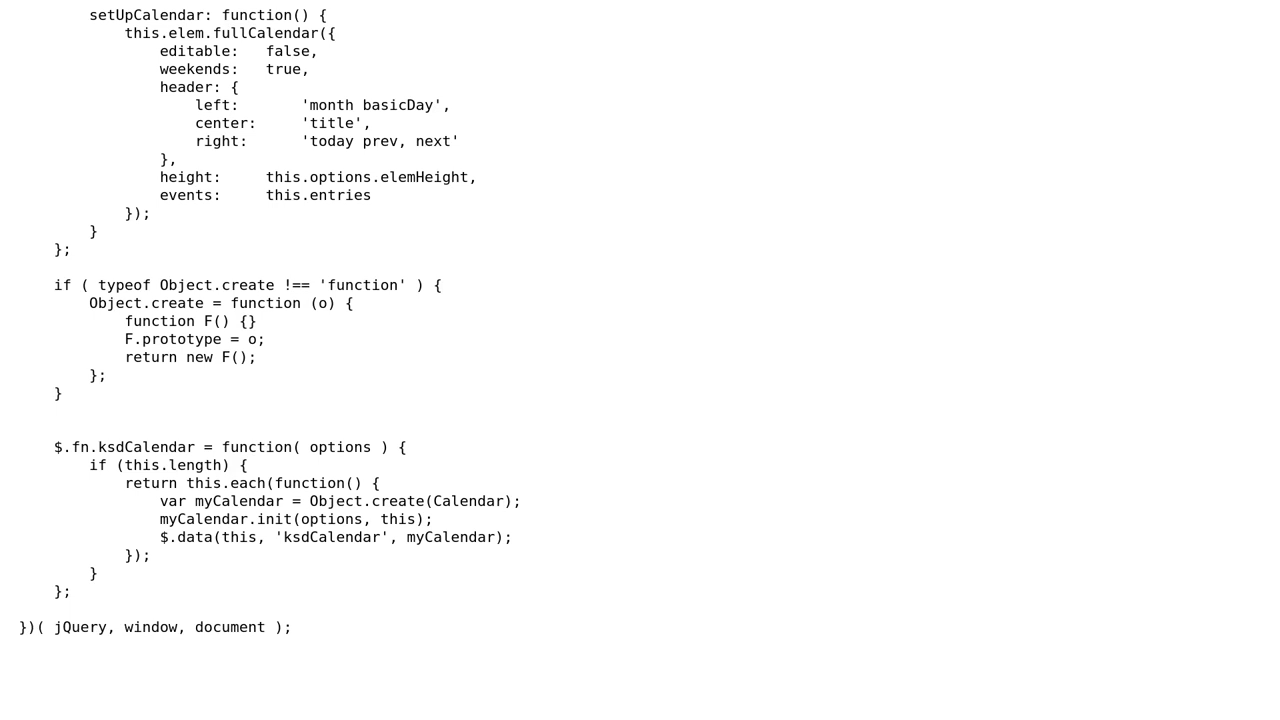 setUpCalendar: function() {
this.elem.fullCalendar({
editable:   false,
weekends:   true,
header: {
left:       'month basicDay',
center:     'title',
right:      'today prev, next'
},
height:     this.options.elemHeight,
events:     this.entries
});
}
};
if ( typeof Object.create !== 'function' ) {
Object.create = function (o) {
function F() {}
F.prototype = o;
return new F();
};
}
$.fn.ksdCalendar = function( options ) {
if (this.length) {
return this.each(function() {
var myCalendar = Object.create(Calendar);
myCalendar.init(options, this);
$.data(this, 'ksdCalendar', myCalendar);
});
}
};
})( jQuery, window, document );